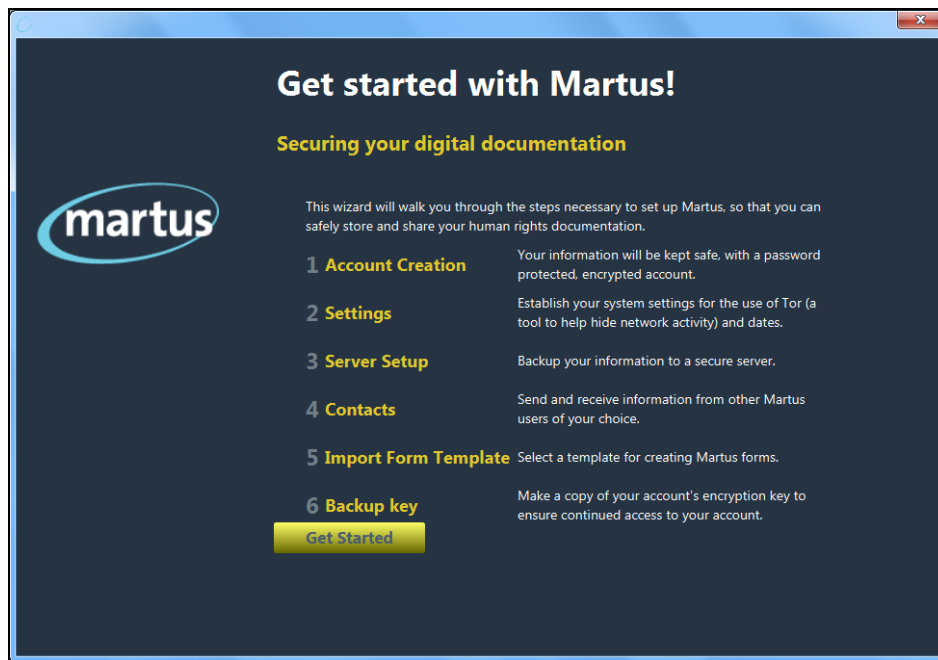 Get started with Martus!
Securing your digital documentation
martus
This wizard will walk you through the steps necessary to set up Martus, so that you can
safely store and share your human rights documentation.
1 Account Creation
Your information will be kept safe, with a password
protected, encrypted account.
2 Settings
Establish your system settings for the use of Tor (a
tool to help hide network activity) and dates.
3 Server Setup
Backup your information to a secure server.
4 Contacts
Send and receive information from other Martus
users of your choice.
5 Import Form Template
Select a template for creating Martus forms.
6 Backup key
Make a copy of your account's encryption key to
ensure continued access to your account.
Get Started